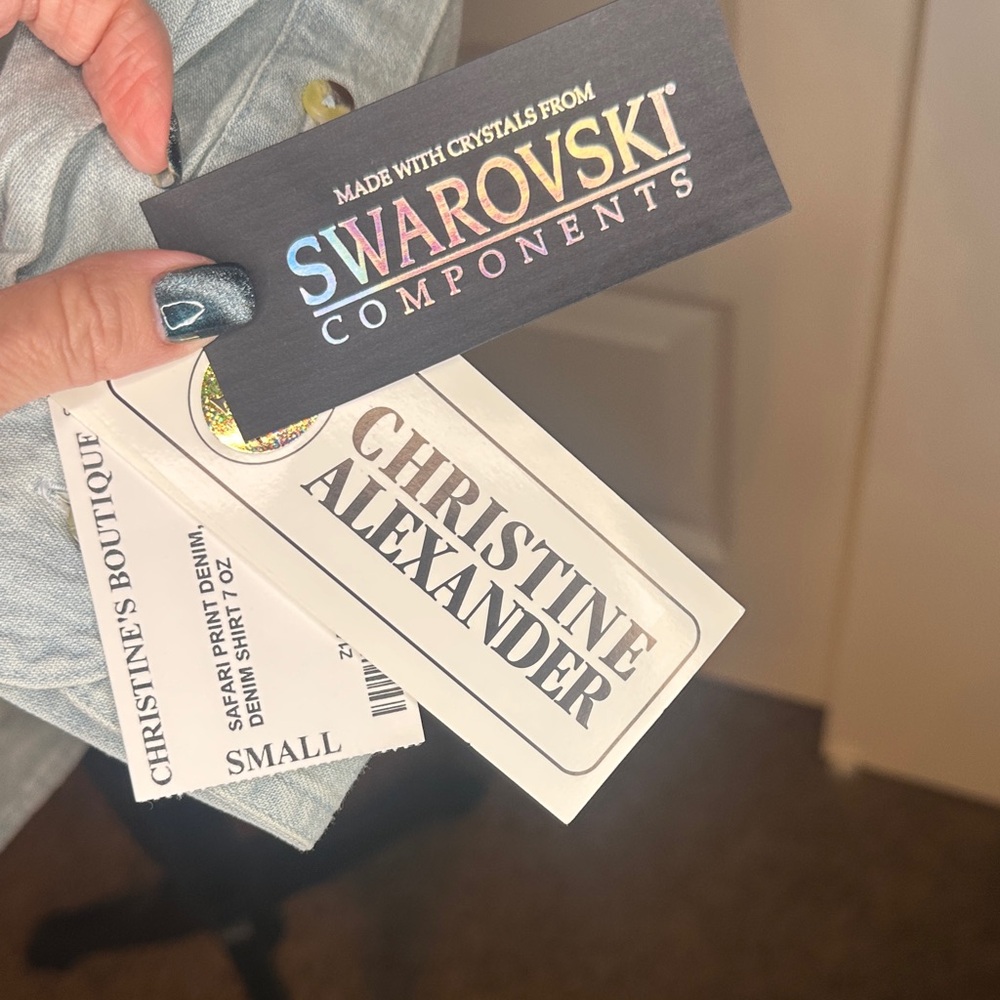 MADE WITH CRYSTALS FROM
SWAROVSKI®
COMPONENTS
CHRISTINE
ALEXANDER
CHRISTINE'S BOUTIQUE
SAFARI PRINT DENIM,
DENIM SHIRT 7 OZ
SMALL